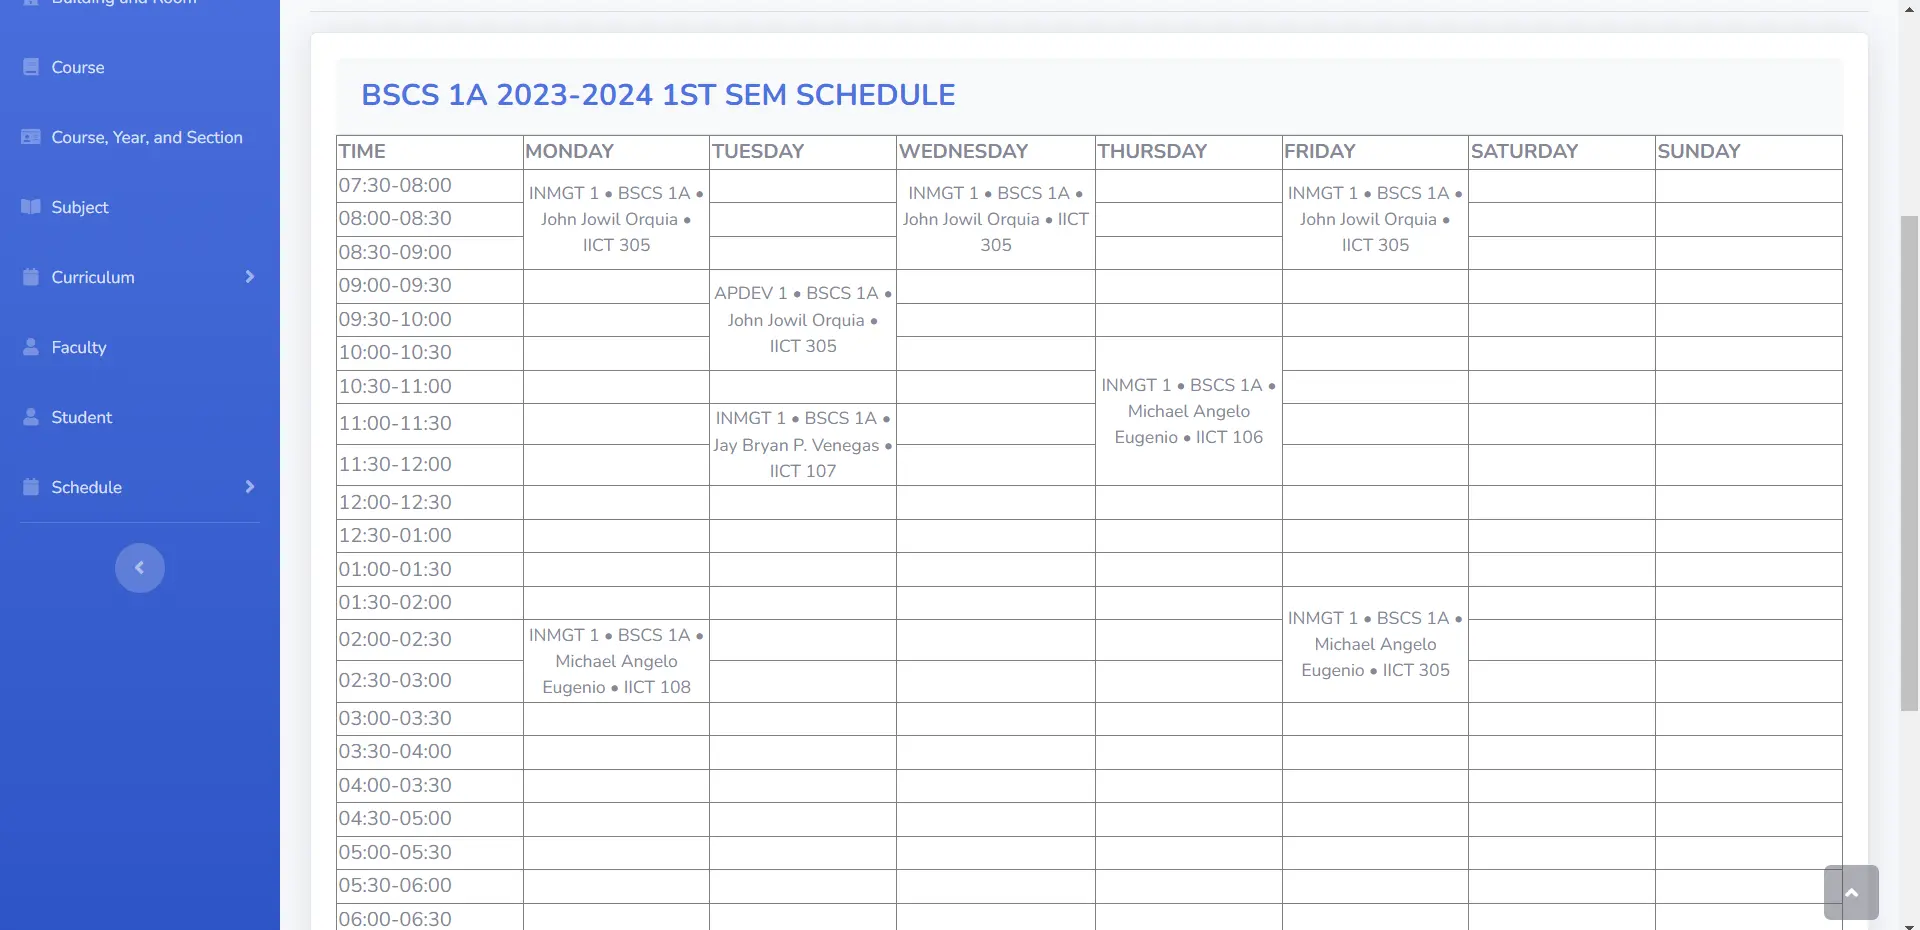 Building and Room
Course
Course, Year, and Section
Subject
Curriculum
Faculty
Student
Schedule
BSCS 1A 2023-2024 1ST SEM SCHEDULE
TIME MONDAY TUESDAY WEDNESDAY THURSDAY FRIDAY SATURDAY SUNDAY
07:30-08:00
08:00-08:30
08:30-09:00
INMGT 1 • BSCS 1A •
John Jowil Orquia •
IICT 305
INMGT 1 • BSCS 1A •
John Jowil Orquia • IICT
305
INMGT 1 • BSCS 1A •
John Jowil Orquia •
IICT 305
09:00-09:30
09:30-10:00
10:00-10:30
APDEV 1 • BSCS 1A •
John Jowil Orquia •
IICT 305
10:30-11:00
INMGT 1 • BSCS 1A •
Michael Angelo
Eugenio • IICT 106
11:00-11:30
11:30-12:00
INMGT 1 • BSCS 1A •
Jay Bryan P. Venegas •
IICT 107
12:00-12:30
12:30-01:00
01:00-01:30
01:30-02:00
INMGT 1 • BSCS 1A •
Michael Angelo
Eugenio • IICT 305
02:00-02:30
02:30-03:00
INMGT 1 • BSCS 1A •
Michael Angelo
Eugenio • IICT 108
03:00-03:30
03:30-04:00
04:00-03:30
04:30-05:00
05:00-05:30
05:30-06:00
06:00-06:30